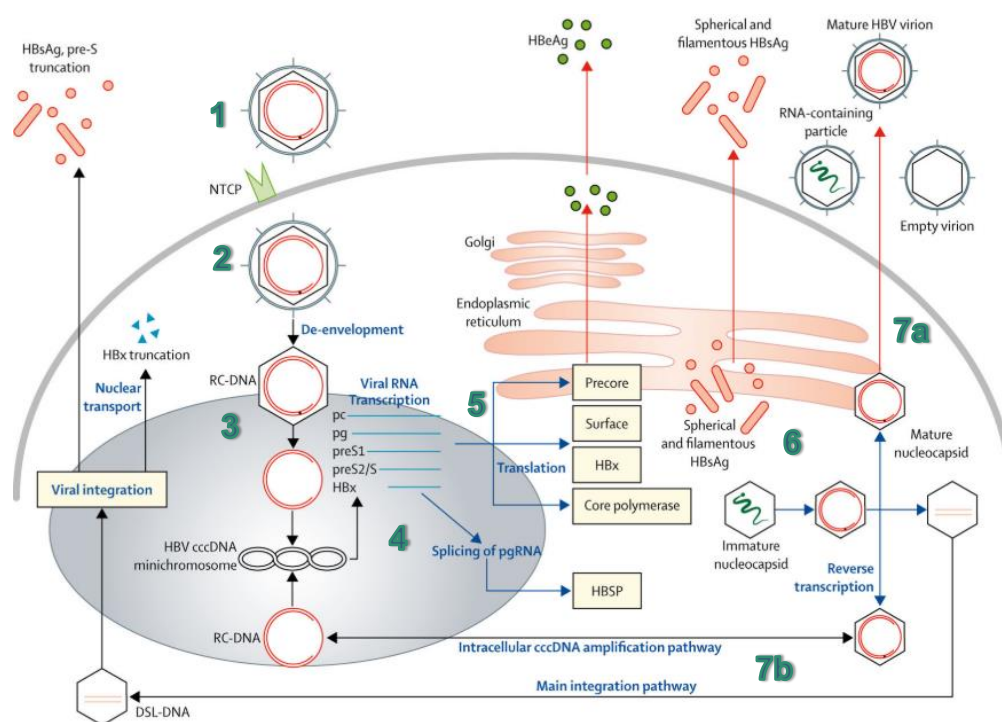 HBsAg, pre-S
truncation
1
NTCP
2
HBeAg
Spherical and
filamentous HBsAg
Mature HBV virion
RNA-containing
particle
Empty virion
Golgi
Endoplasmic
reticulum
De-envelopment
HBx truncation
Nuclear
transport
RC-DNA
3
Viral RNA
Transcription
pc
pg
preS1
preS2/S
HBx
5
Translation
Precore
Surface
HBx
Core polymerase
Spherical
and filamentous
HBsAg
6
7a
Mature
nucleocapsid
Viral integration
HBV cccDNA
minichromosome
4
Splicing of pgRNA
HBSP
Immature
nucleocapsid
Reverse
transcription
RC-DNA
Intracellular cccDNA amplification pathway
7b
Main integration pathway
DSL-DNA